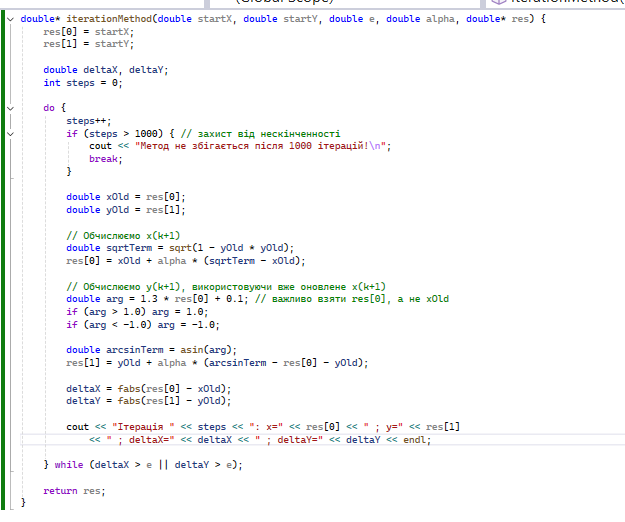 double* iterationMethod(double startX, double startY, double e, double alpha, double* res) {
res[0] = startX;
res[1] = startY;
double deltaX, deltaY;
int steps = 0;
do {
steps++;
if (steps > 1000) { // захист від нескінченності
cout << "Метод не збігається після 1000 ітерацій!\n";
break;
}
double xOld = res[0];
double yOld = res[1];
// Обчислюємо x(k+1)
double sqrtTerm = sqrt(1 - yOld * yOld);
res[0] = xOld + alpha * (sqrtTerm - xOld);
// Обчислюємо y(k+1), використовуючи вже оновлене x(k+1)
double arg = 1.3 * res[0] + 0.1; // важливо взяти res[0], а не xOld
if (arg > 1.0) arg = 1.0;
if (arg < -1.0) arg = -1.0;
double arcsinTerm = asin(arg);
res[1] = yOld + alpha * (arcsinTerm - res[0] - yOld);
deltaX = fabs(res[0] - xOld);
deltaY = fabs(res[1] - yOld);
cout << "Ітерація " << steps << ": x=" << res[0] << " ; y=" << res[1]
<< " ; deltaX=" << deltaX << " ; deltaY=" << deltaY << endl;
} while (deltaX > e || deltaY > e);
return res;
}